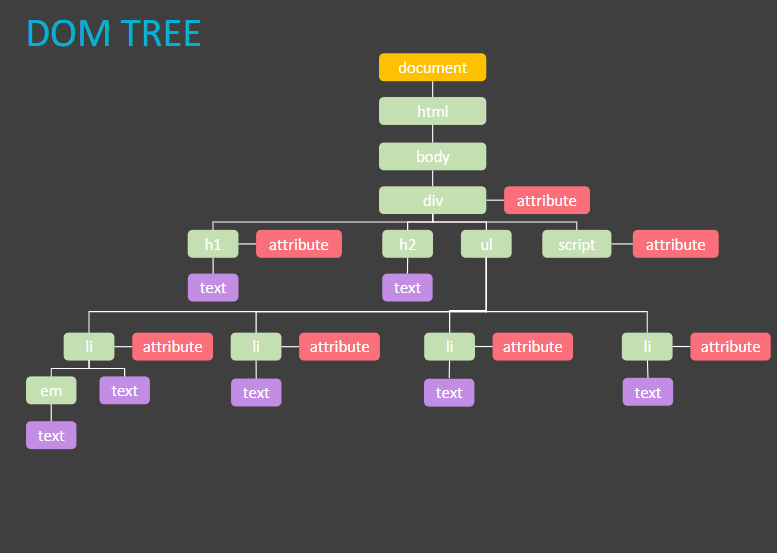 DOM TREE
document
html
body
div attribute
h1 attribute h2 ul script attribute
text text
li attribute li attribute li attribute li attribute
em text text text text
text